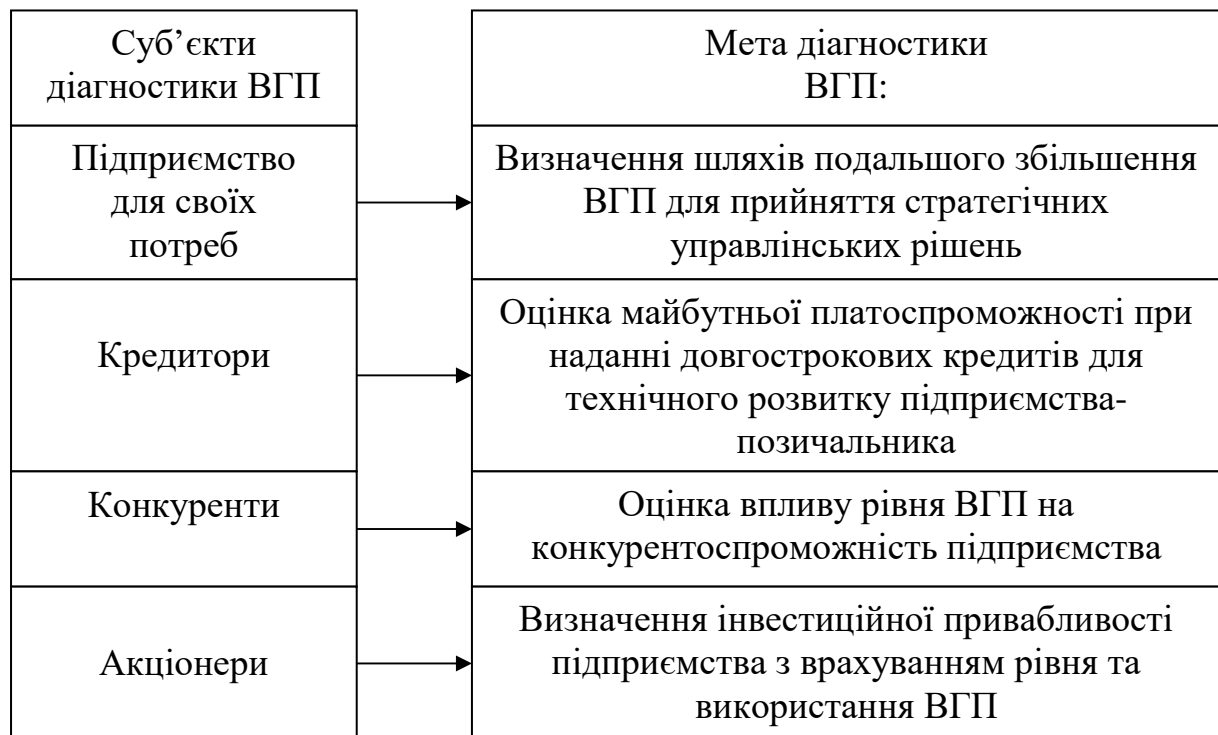 Суб’єкти
діагностики ВГП
Мета діагностики
ВГП:
Підприємство
для своїх
потреб
Визначення шляхів подальшого збільшення
ВГП для прийняття стратегічних
управлінських рішень
Кредитори
Оцінка майбутньої платоспроможності при
наданні довгострокових кредитів для
технічного розвитку підприємства-
позичальника
Конкуренти
Оцінка впливу рівня ВГП на
конкурентоспроможність підприємства
Акціонери
Визначення інвестиційної привабливості
підприємства з врахуванням рівня та
використання ВГП